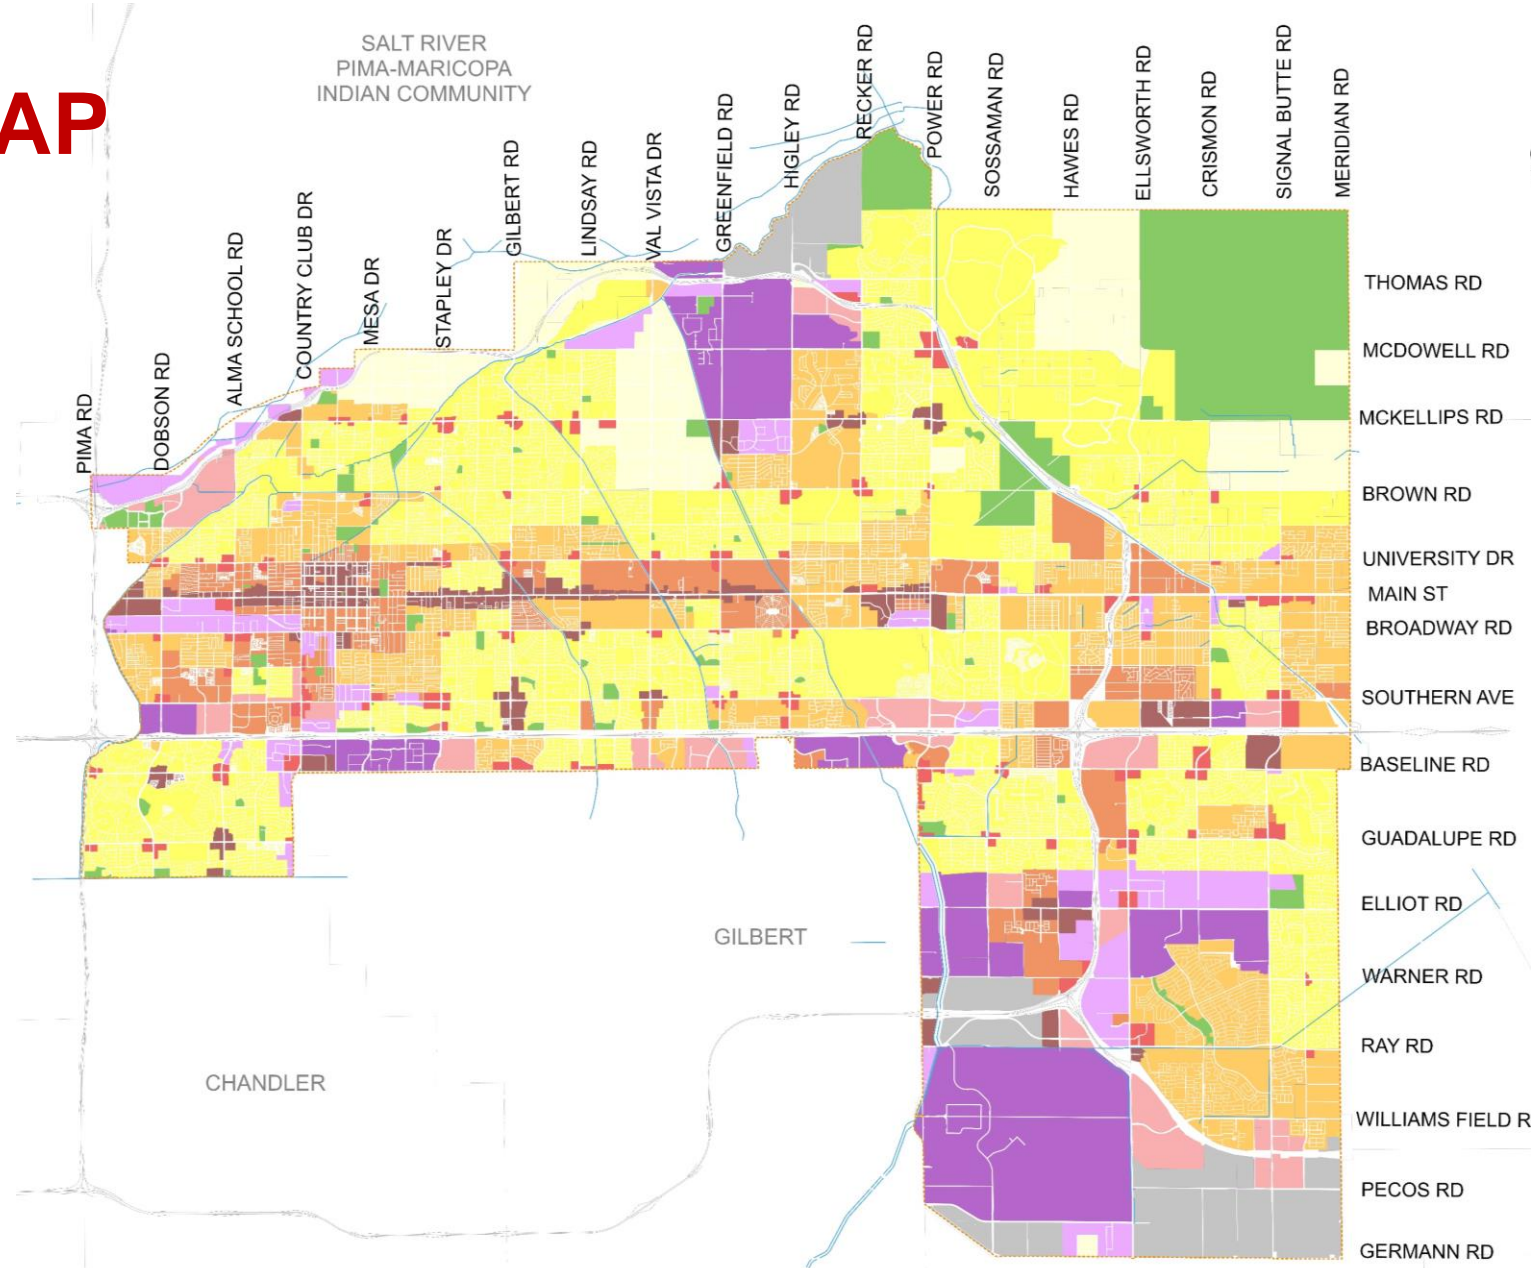 AP
SALT RIVER
PIMA-MARICOPA
INDIAN COMMUNITY
PIMA RD
DOBSON RD
ALMA SCHOOL RD
COUNTRY CLUB DR
MESA DR
STAPLEY DR
GILBERT RD
LINDSAY RD
VAL VISTA DR
GREENFIELD RD
HIGLEY RD
RECKER RD
POWER RD
SOSSAMAN RD
HAWES RD
ELLSWORTH RD
CRISMON RD
SIGNAL BUTTE RD
MERIDIAN RD
THOMAS RD
MCDOWELL RD
MCKELLIPS RD
BROWN RD
UNIVERSITY DR
MAIN ST
BROADWAY RD
SOUTHERN AVE
BASELINE RD
GUADALUPE RD
ELLIOT RD
WARNER RD
RAY RD
WILLIAMS FIELD R
PECOS RD
GERMANN RD
GILBERT
CHANDLER